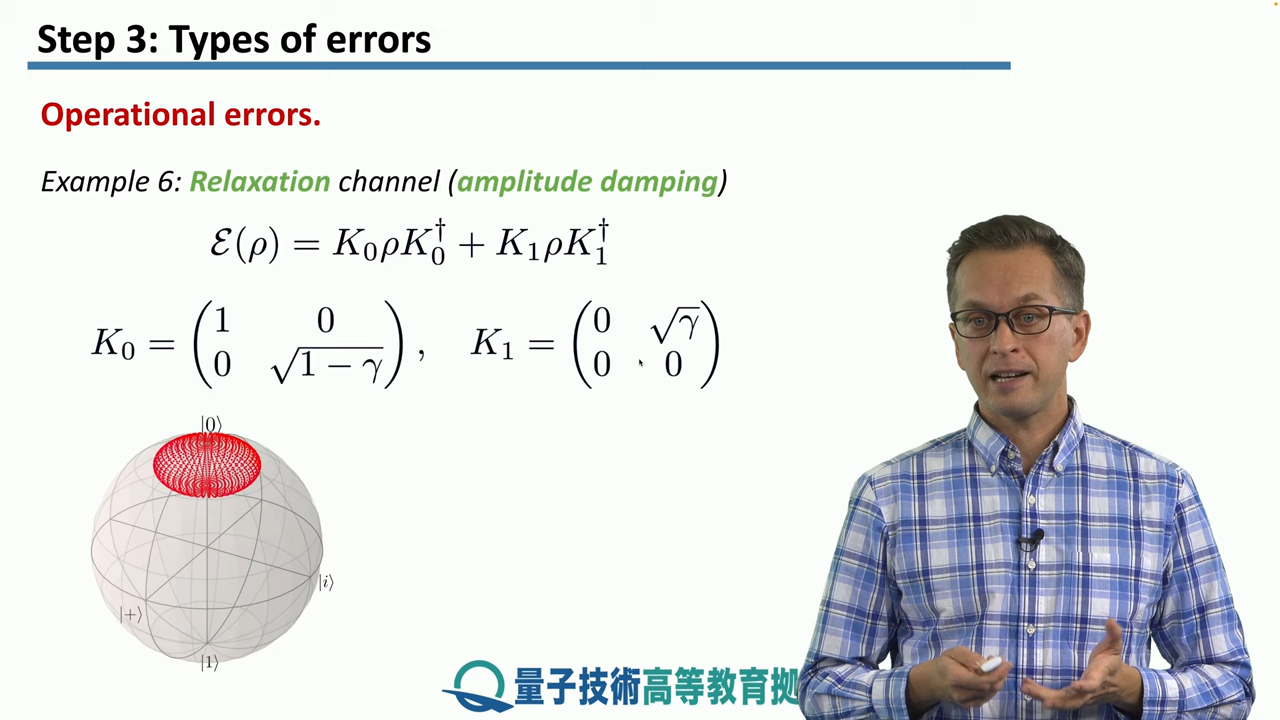 Step 3: Types of errors
Operational errors.
Example 6: Relaxation channel (amplitude damping)
ℰ(ρ) = K₀ρK₀† + K₁ρK₁†
K₀ = (1 0; 0 √(1 − γ)), K₁ = (0 √γ; 0 0)
|0⟩
|i⟩
|+⟩
|1⟩
量子技術高等教育拠